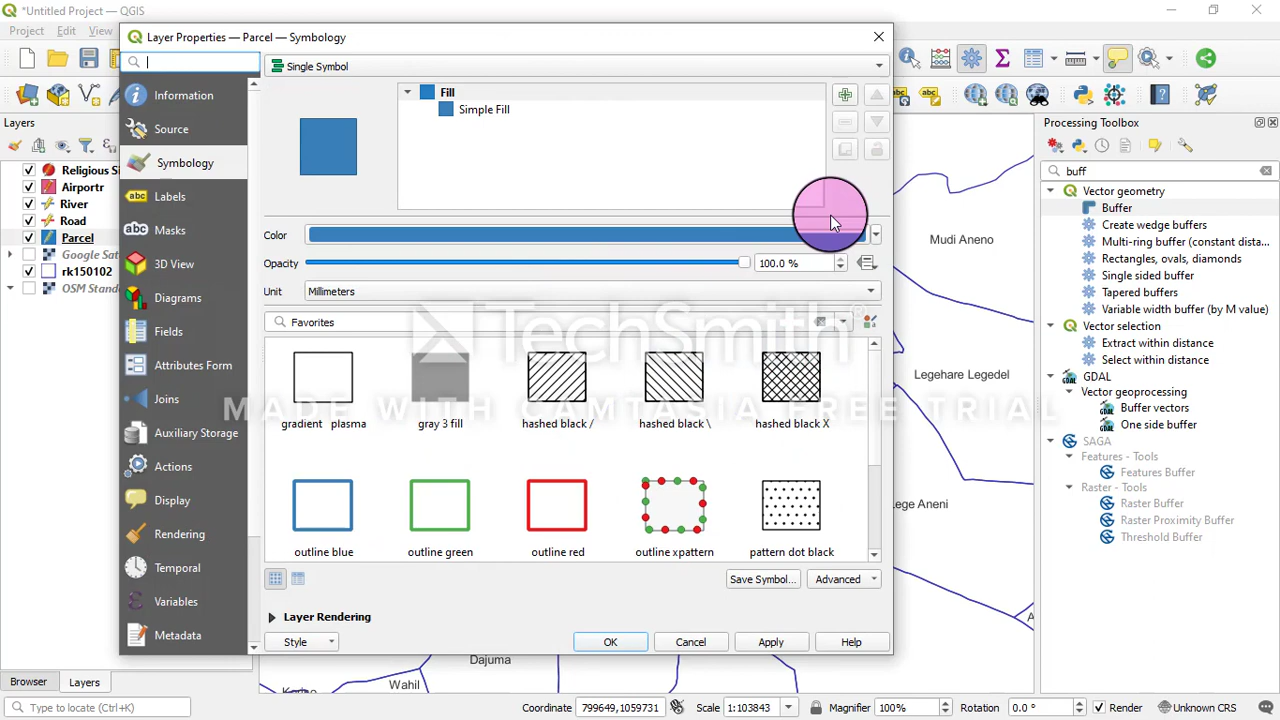 *"Untitled Project — QGIS
Project Edit
Layer Properties — Parcel — Symbology
Single Symbol
Information
Source
Symbology
Labels
Masks
3D View
Diagrams
Fields
Attributes Form
Joins
Auxiliary Storage
Actions
Display
Rendering
Temporal
Variables
Metadata
Fill
Simple Fill
Color
Opacity 100.0 %
Unit Millimeters
Favorites
gradient plasma
gray 3 fill
hashed black /
hashed black \
hashed black X
outline blue
outline green
outline red
outline xpattern
pattern dot black
Save Symbol...
Advanced
Layer Rendering
Style
OK
Cancel
Apply
Help
TechSmith®
MADE WITH CAMTASIA FREE TRIAL
Layers
Religious Si
Airportr
River
Road
Parcel
Google Sat
rk150102
OSM Stand
Browser
Layers
Mudi Aneno
Legehare Legedel
ege Aneni
Dajuma
Wahil
Processing Toolbox
buff
Vector geometry
Buffer
Create wedge buffers
Multi-ring buffer (constant dista...
Rectangles, ovals, diamonds
Single sided buffer
Tapered buffers
Variable width buffer (by M value)
Vector selection
Extract within distance
Select within distance
GDAL
Vector geoprocessing
Buffer vectors
One side buffer
SAGA
Features - Tools
Features Buffer
Raster - Tools
Raster Buffer
Raster Proximity Buffer
Threshold Buffer
Type to locate (Ctrl+K)
Coordinate 799649,1059731
Scale 1:103843
Magnifier 100%
Rotation 0.0 °
Render
Unknown CRS